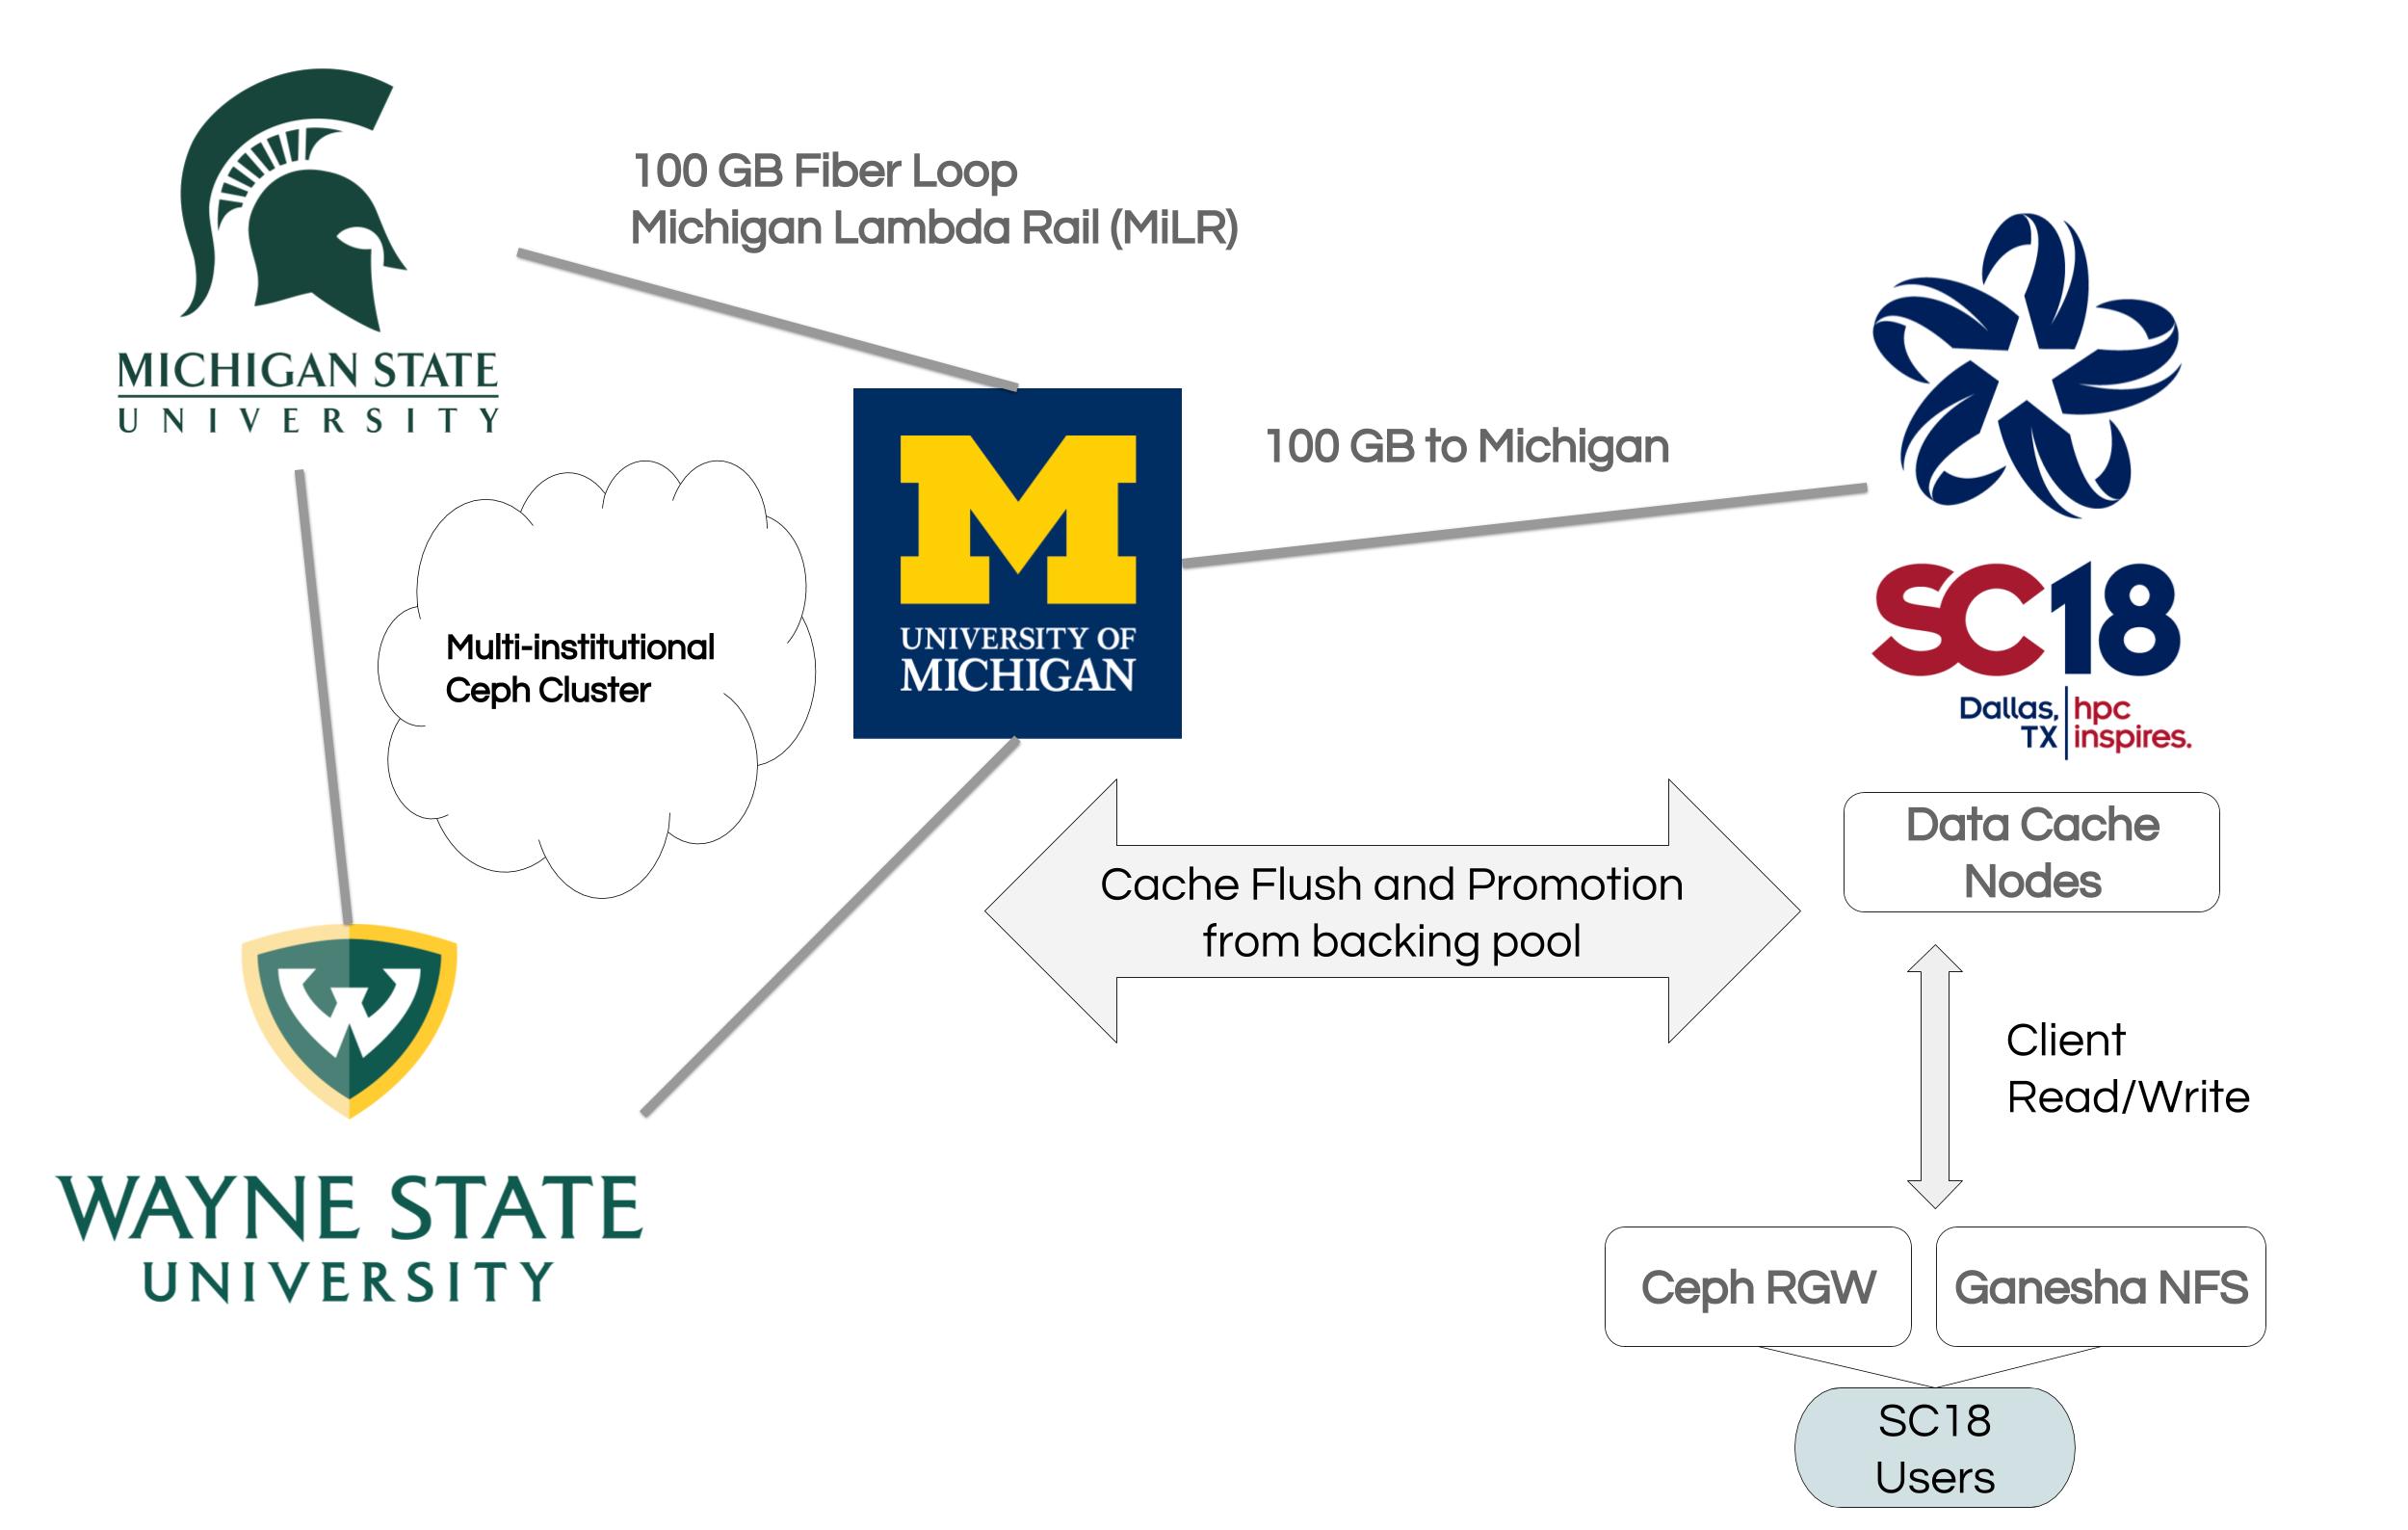 MICHIGAN STATE
UNIVERSITY
100 GB Fiber Loop
Michigan Lambda Rail (MiLR)
Multi-institutional
Ceph Cluster
M
UNIVERSITY OF
MICHIGAN
100 GB to Michigan
SC18
Dallas,
TX
hpc
inspires.
Data Cache
Nodes
Cache Flush and Promotion
from backing pool
Client
Read/Write
W
WAYNE STATE
UNIVERSITY
Ceph RGW
Ganesha NFS
SC18
Users